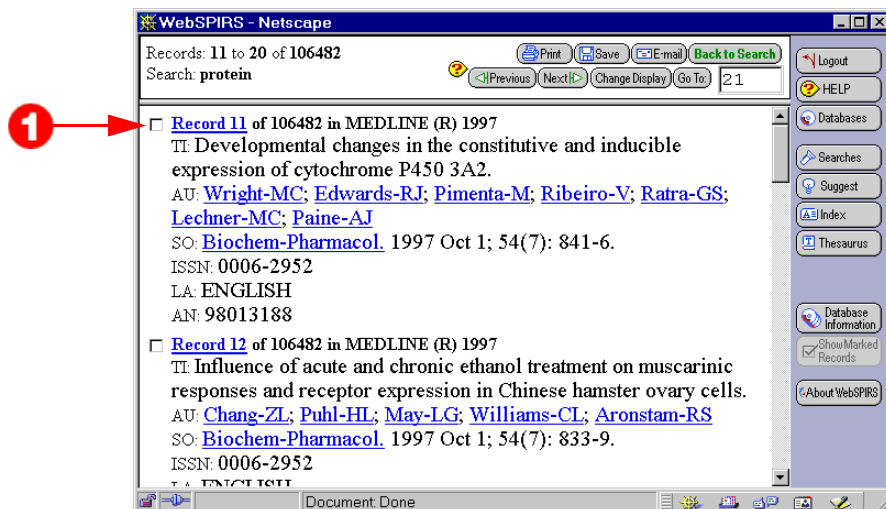 WebSPIRS - Netscape
Records: 11 to 20 of 106482
Search: protein
Print Save E-mail Back to Search
? Previous Next Change Display Go To: 21
Logout
? HELP
Databases
Searches
Suggest
Index
Thesaurus
Database
Information
Show Marked
Records
About WebSPIRS
1
Record 11 of 106482 in MEDLINE (R) 1997
TI: Developmental changes in the constitutive and inducible
expression of cytochrome P450 3A2.
AU: Wright-MC; Edwards-RJ; Pimenta-M; Ribeiro-V; Ratra-GS;
Lechner-MC; Paine-AJ
SO: Biochem-Pharmacol. 1997 Oct 1; 54(7): 841-6.
ISSN: 0006-2952
LA: ENGLISH
AN: 98013188
Record 12 of 106482 in MEDLINE (R) 1997
TI: Influence of acute and chronic ethanol treatment on muscarinic
responses and receptor expression in Chinese hamster ovary cells.
AU: Chang-ZL; Puhl-HL; May-LG; Williams-CL; Aronstam-RS
SO: Biochem-Pharmacol. 1997 Oct 1; 54(7): 833-9.
ISSN: 0006-2952
LA: ENGLISH
Document: Done